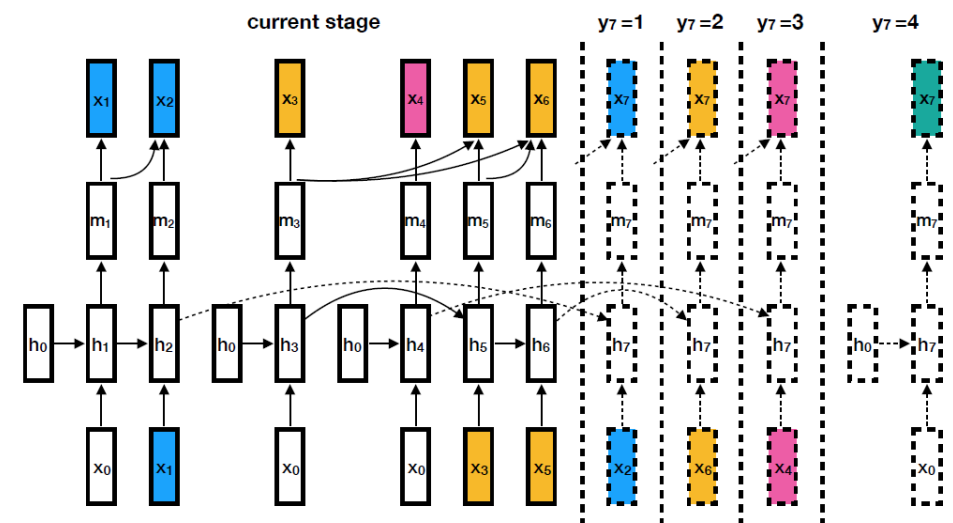 current stage y₇=1 y₇=2 y₇=3 y₇=4
x₁ x₂ x₃ x₄ x₅ x₆ x₇ x₇ x₇ x₇
m₁ m₂ m₃ m₄ m₅ m₆ m₇ m₇ m₇ m₇
h₀ h₁ h₂ h₀ h₃ h₀ h₄ h₅ h₆ h₇ h₇ h₇ h₀ h₇
x₀ x₁ x₀ x₀ x₃ x₅ x₂ x₆ x₄ x₀